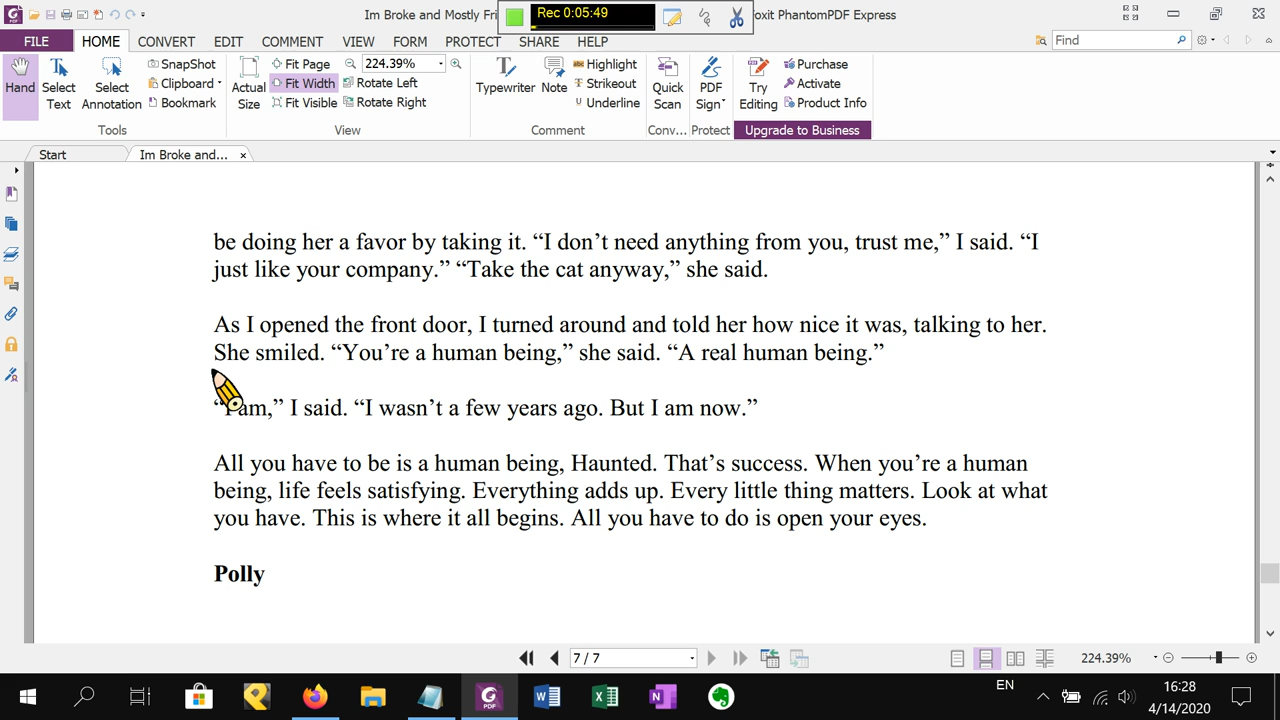 Im Broke and Mostly Fri
Rec 0:05:49
oxit PhantomPDF Express
FILE HOME CONVERT EDIT COMMENT VIEW FORM PROTECT SHARE HELP Find
Hand
Select Text
SnapShot
Select Annotation
Clipboard
Bookmark
Tools
Actual Size
Fit Page
Fit Width
Fit Visible
224.39%
Rotate Left
Rotate Right
View
Typewriter
Note
Highlight
Strikeout
Underline
Comment
Quick Scan
Conv...
PDF Sign
Protect
Try Editing
Purchase
Activate
Product Info
Upgrade to Business
Start
Im Broke and...
be doing her a favor by taking it. “I don’t need anything from you, trust me,” I said. “I
just like your company.” “Take the cat anyway,” she said.
As I opened the front door, I turned around and told her how nice it was, talking to her.
She smiled. “You’re a human being,” she said. “A real human being.”
“I am,” I said. “I wasn’t a few years ago. But I am now.”
All you have to be is a human being, Haunted. That’s success. When you’re a human
being, life feels satisfying. Everything adds up. Every little thing matters. Look at what
you have. This is where it all begins. All you have to do is open your eyes.
Polly
7 / 7
224.39%
EN
16:28
4/14/2020